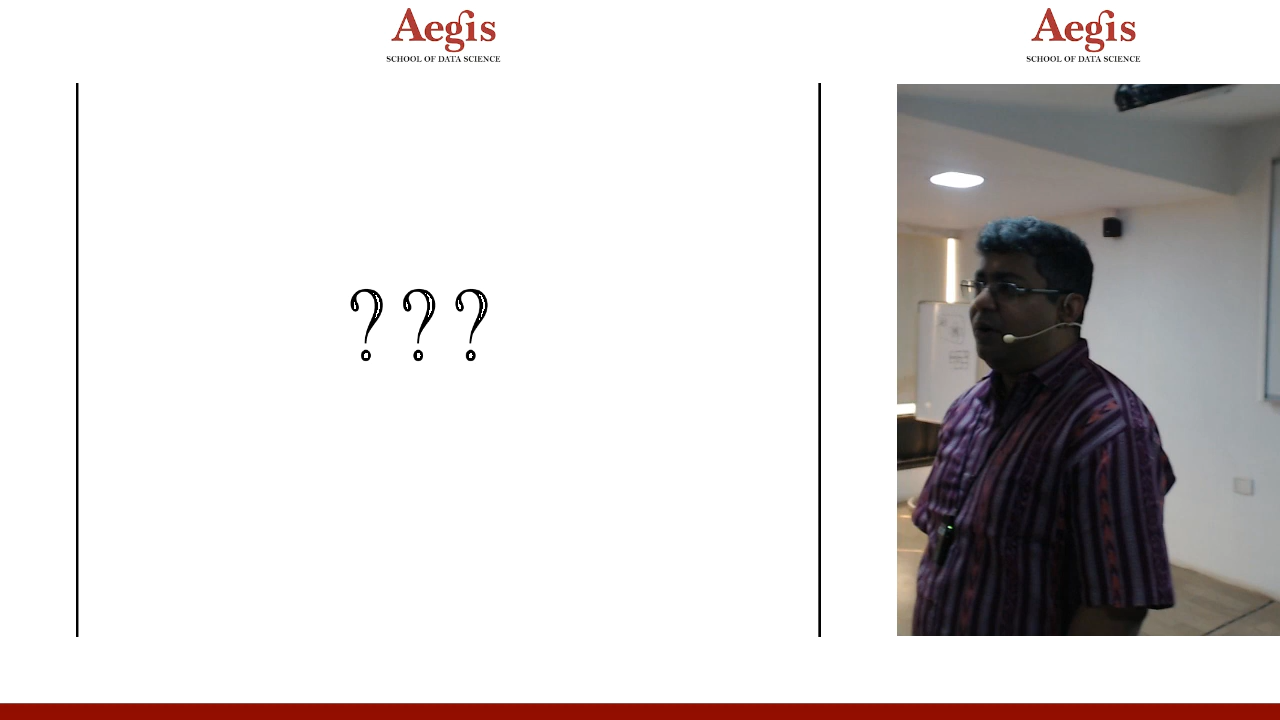 Aegis
SCHOOL OF DATA SCIENCE
Aegis
SCHOOL OF DATA SCIENCE
? ? ?